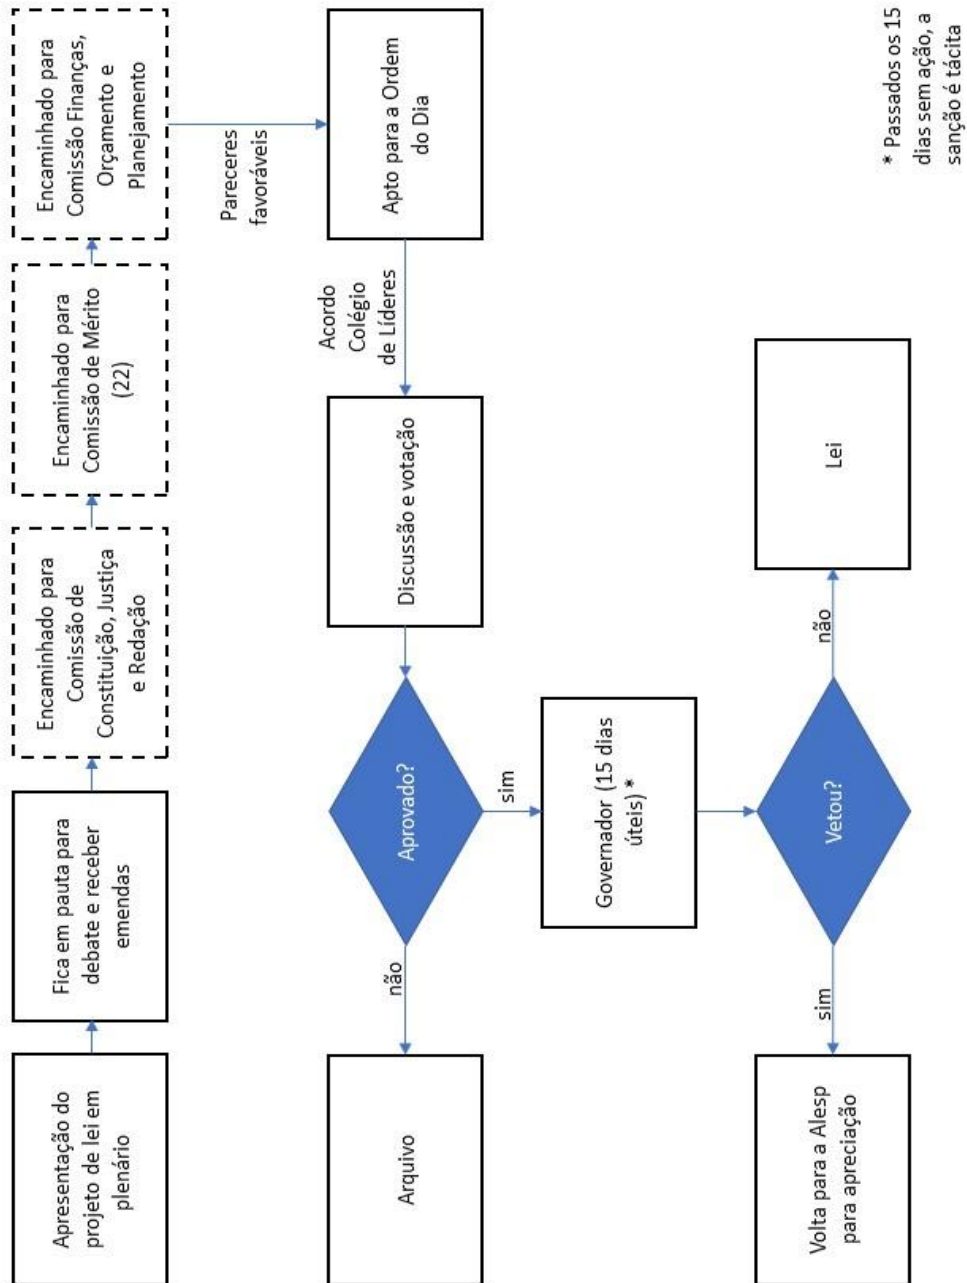 Apresentação do
projeto de lei em
plenário
Fica em pauta para
debate e receber
emendas
Encaminhado para
Comissão de
Constituição, Justiça
e Redação
Encaminhado para
Comissão de Mérito
(22)
Encaminhado para
Comissão Finanças,
Orçamento e
Planejamento
Pareceres
favoráveis
Apto para a Ordem
do Dia
Acordo
Colégio
de Líderes
Discussão e votação
Aprovado?
não
Arquivo
sim
Governador (15 dias
úteis) *
Vetou?
não
Lei
sim
Volta para a Alesp
para apreciação
* Passados os 15
dias sem ação, a
sanção é tácita